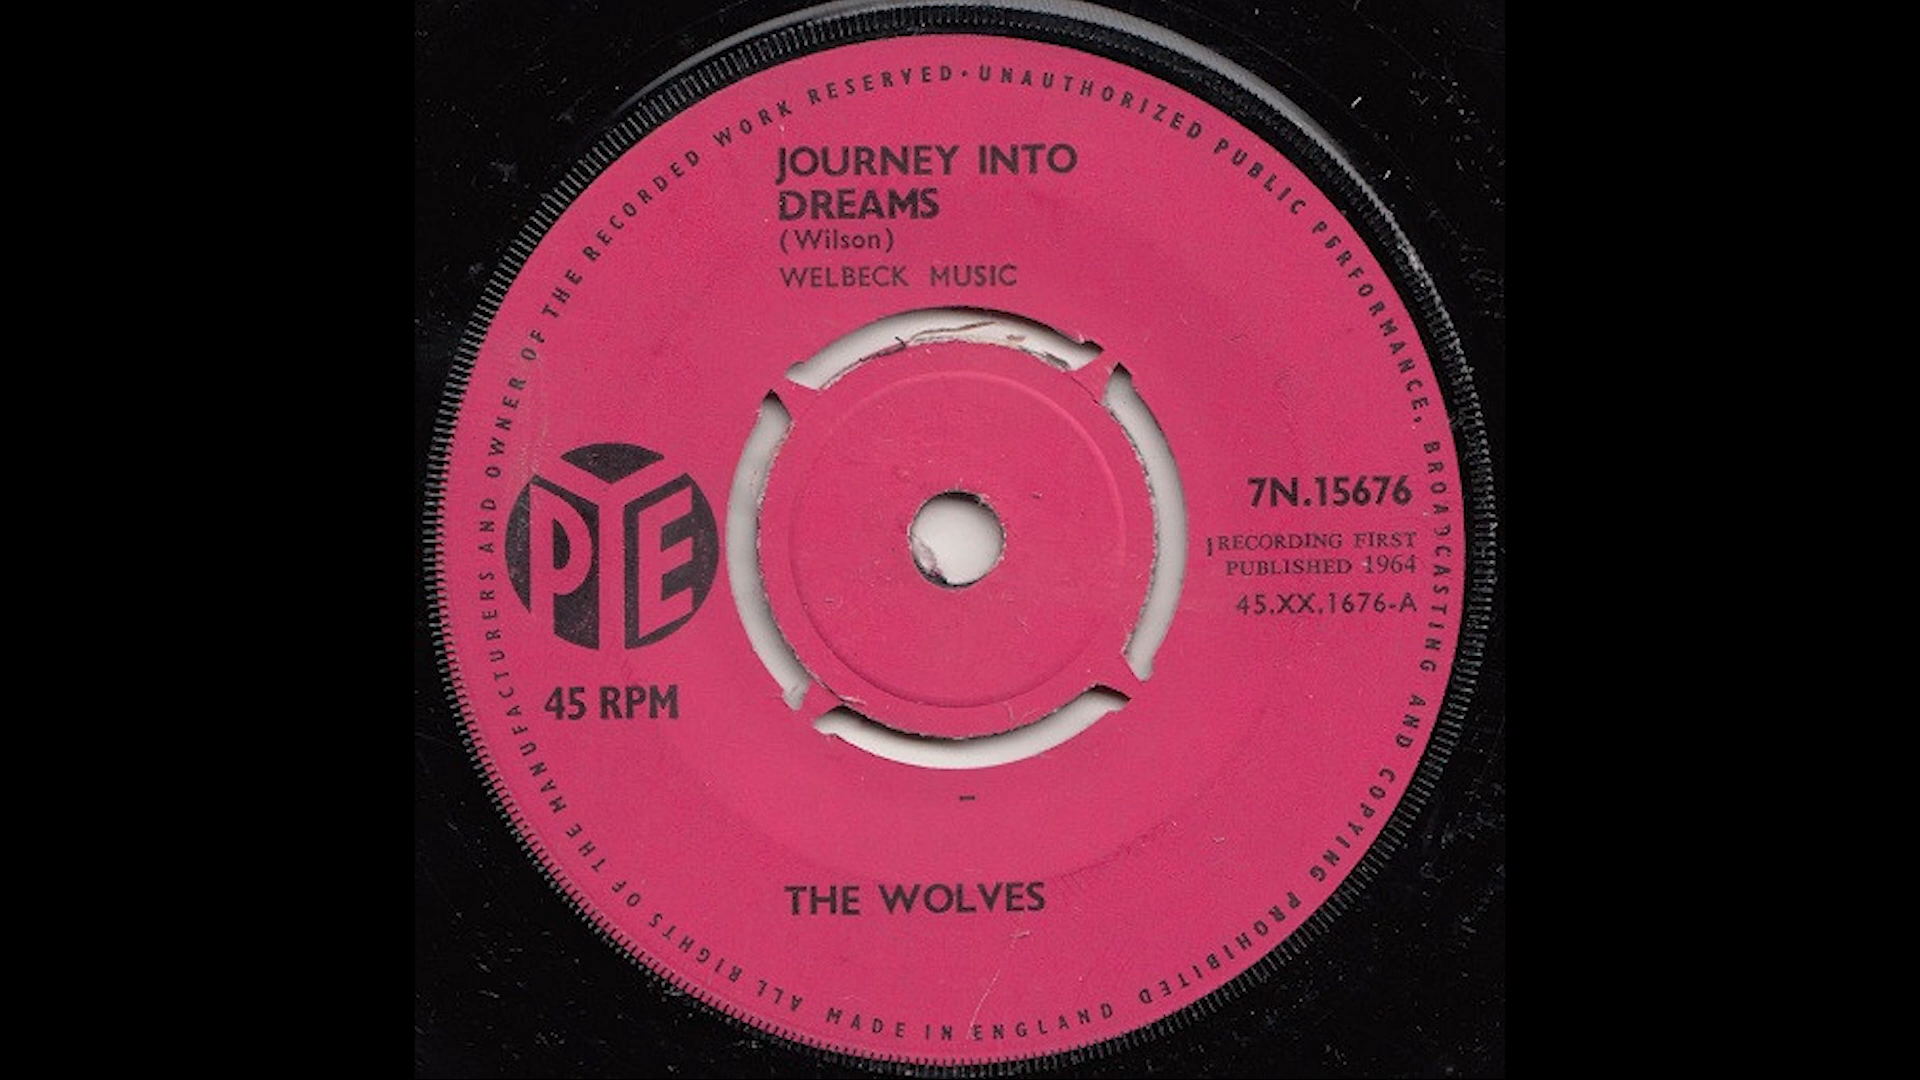 ALL RIGHTS OF THE MANUFACTURERS AND OWNER OF THE RECORDED WORK RESERVED·UNAUTHORIZED PUBLIC PERFORMANCE, BROADCASTING AND COPYING PROHIBITED
JOURNEY INTO
DREAMS
(Wilson)
WELBECK MUSIC
PYE
45 RPM
7N.15676
RECORDING FIRST
PUBLISHED 1964
45.XX.1676-A
THE WOLVES
MADE IN ENGLAND